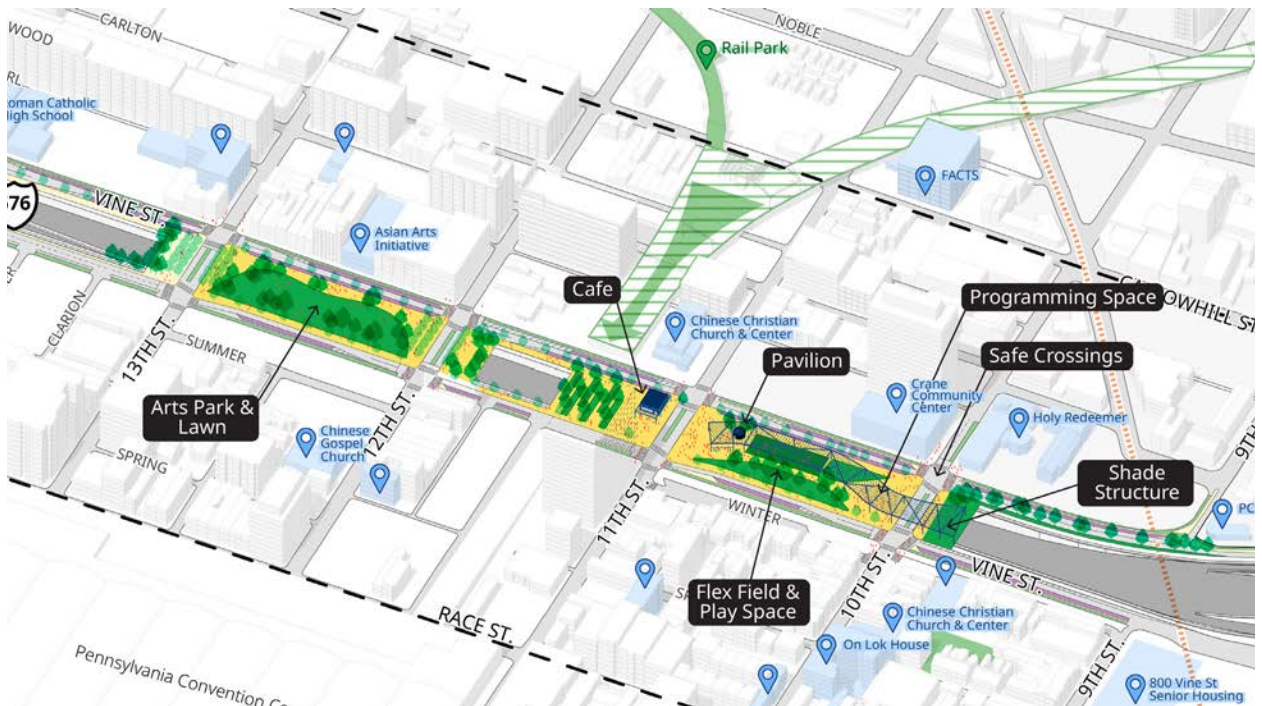 CARLTON
NOBLE
WOOD
Rail Park
oman Catholic
igh School
FACTS
76
VINE ST.
Asian Arts
Initiative
Cafe
Programming Space
CLARION
Chinese Christian
Church & Center
Safe Crossings
Pavilion
13TH ST.
SUMMER
Crane
Community
Center
Holy Redeemer
9TH
Arts Park &
Lawn
12TH ST.
Chinese
Gospel
Church
SPRING
Shade
Structure
PC
11TH ST.
WINTER
VINE ST.
Flex Field &
Play Space
10TH ST.
RACE ST.
Chinese Christian
Church & Center
On Lok House
Pennsylvania Convention
9TH ST.
800 Vine St
Senior Housing